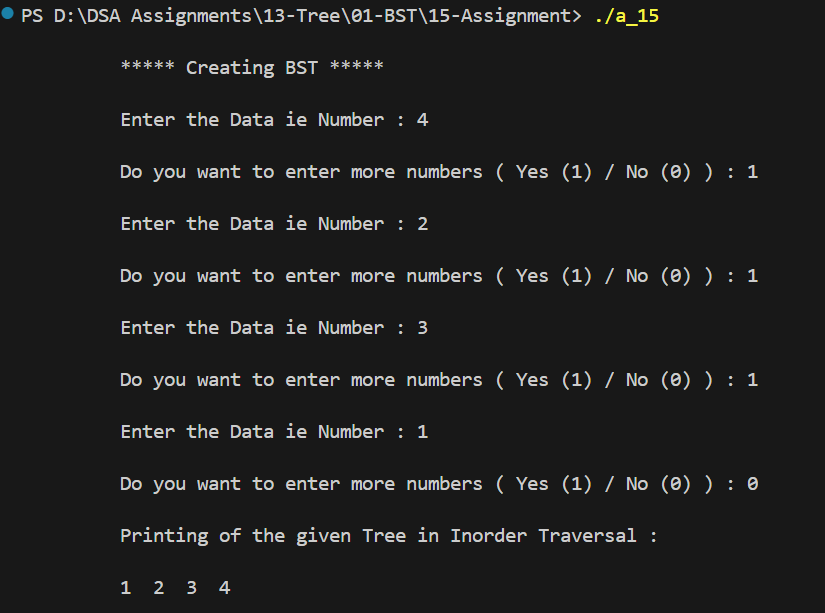 PS D:\DSA Assignments\13-Tree\01-BST\15-Assignment> ./a_15
***** Creating BST *****
Enter the Data ie Number : 4
Do you want to enter more numbers ( Yes (1) / No (0) ) : 1
Enter the Data ie Number : 2
Do you want to enter more numbers ( Yes (1) / No (0) ) : 1
Enter the Data ie Number : 3
Do you want to enter more numbers ( Yes (1) / No (0) ) : 1
Enter the Data ie Number : 1
Do you want to enter more numbers ( Yes (1) / No (0) ) : 0
Printing of the given Tree in Inorder Traversal :
1  2  3  4